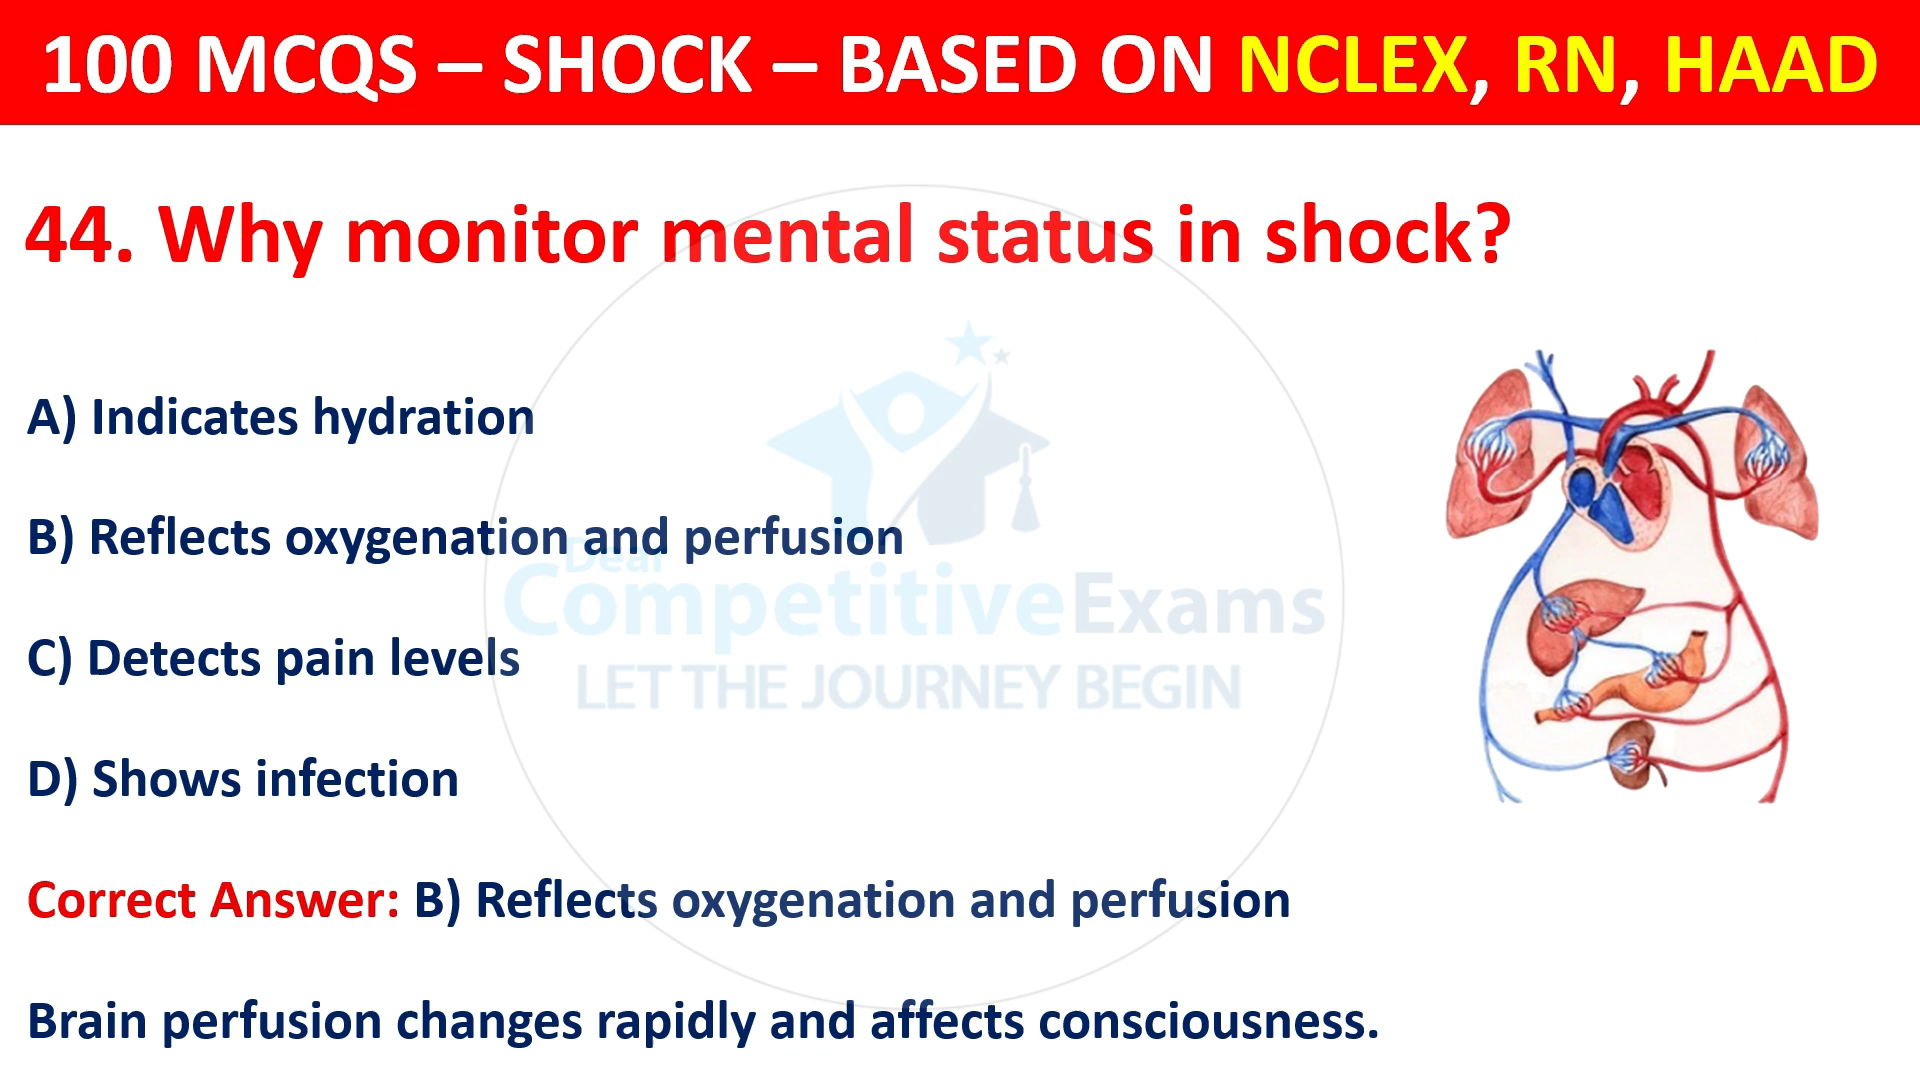 100 MCQS – SHOCK – BASED ON NCLEX, RN, HAAD
44. Why monitor mental status in shock?
A) Indicates hydration
B) Reflects oxygenation and perfusion
Dear
CompetitiveExams
C) Detects pain levels
LET THE JOURNEY BEGIN
D) Shows infection
Correct Answer: B) Reflects oxygenation and perfusion
Brain perfusion changes rapidly and affects consciousness.